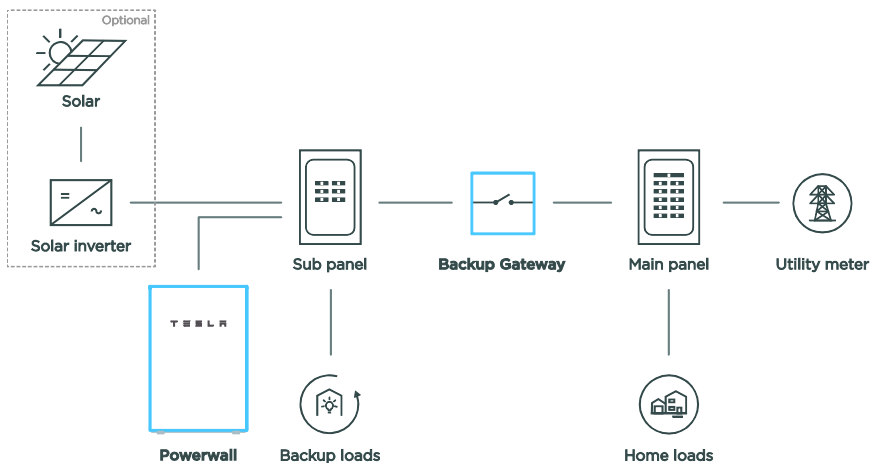 Optional
Solar
Solar inverter
Sub panel
Backup Gateway
Main panel
Utility meter
TESLA
Powerwall
Backup loads
Home loads